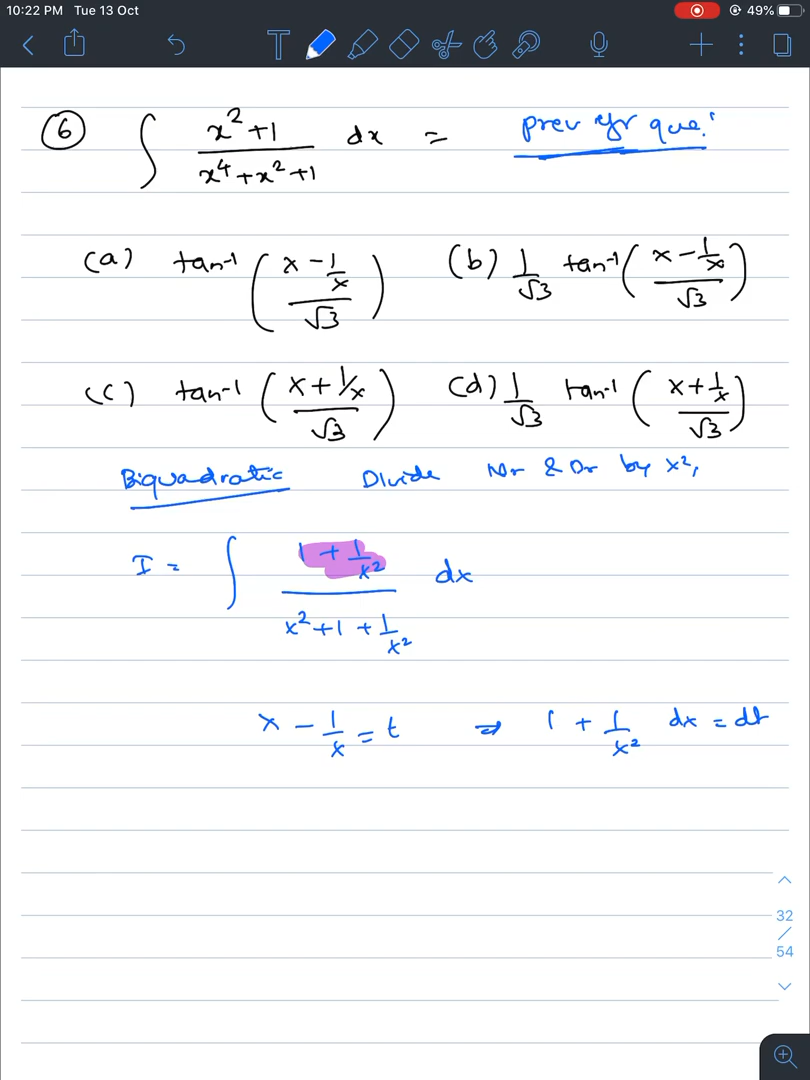 10:22 PM Tue 13 Oct 49%
6 ∫ (x² + 1)/(x⁴ + x² + 1) dx = prev yr que.
(a) tan⁻¹ ((x − 1/x)/√3) (b) 1/√3 tan⁻¹ ((x − 1/x)/√3)
(c) tan⁻¹ ((x + 1/x)/√3) (d) 1/√3 tan⁻¹ ((x + 1/x)/√3)
Biquadratic Divide Nr & Dr by x²,
I = ∫ (1 + 1/x²)/(x² + 1 + 1/x²) dx
x − 1/x = t ⇒ 1 + 1/x² dx = dt
32
/
54